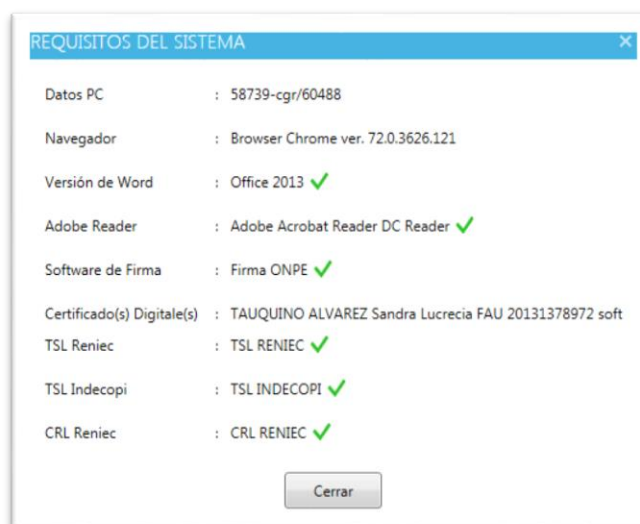 REQUISITOS DEL SISTEMA ×
Datos PC : 58739-cgr/60488
Navegador : Browser Chrome ver. 72.0.3626.121
Versión de Word : Office 2013 ✓
Adobe Reader : Adobe Acrobat Reader DC Reader ✓
Software de Firma : Firma ONPE ✓
Certificado(s) Digitale(s) : TAUQUINO ALVAREZ Sandra Lucrecia FAU 20131378972 soft
TSL Reniec : TSL RENIEC ✓
TSL Indecopi : TSL INDECOPI ✓
CRL Reniec : CRL RENIEC ✓
Cerrar